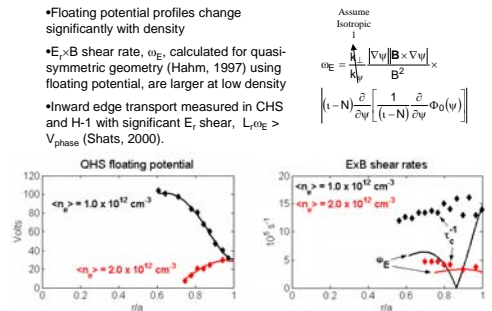 •Floating potential profiles change
significantly with density
•Er×B shear rate, ωE, calculated for quasi-
symmetric geometry (Hahm, 1997) using
floating potential, are larger at low density
•Inward edge transport measured in CHS
and H-1 with significant Er shear, LrωE >
Vphase (Shats, 2000).
Assume
Isotropic
1
ωE = k⊥/kψ |∇ψ||B × ∇ψ|/B² ×
|(ι − N) ∂/∂ψ [1/(ι − N) ∂/∂ψ Φ0(ψ)]|
QHS floating potential
120
100
80
60
40
20
0
Volts
<ne> = 1.0 x 10^12 cm^-3
<ne> = 2.0 x 10^12 cm^-3
0 0.2 0.4 0.6 0.8 1
r/a
ExB shear rates
20
15
10
5
0
10^5 s^-1
<ne> = 1.0 x 10^12 cm^-3
<ne> = 2.0 x 10^12 cm^-3
τc^-1
ωE
0 0.2 0.4 0.6 0.8 1
r/a